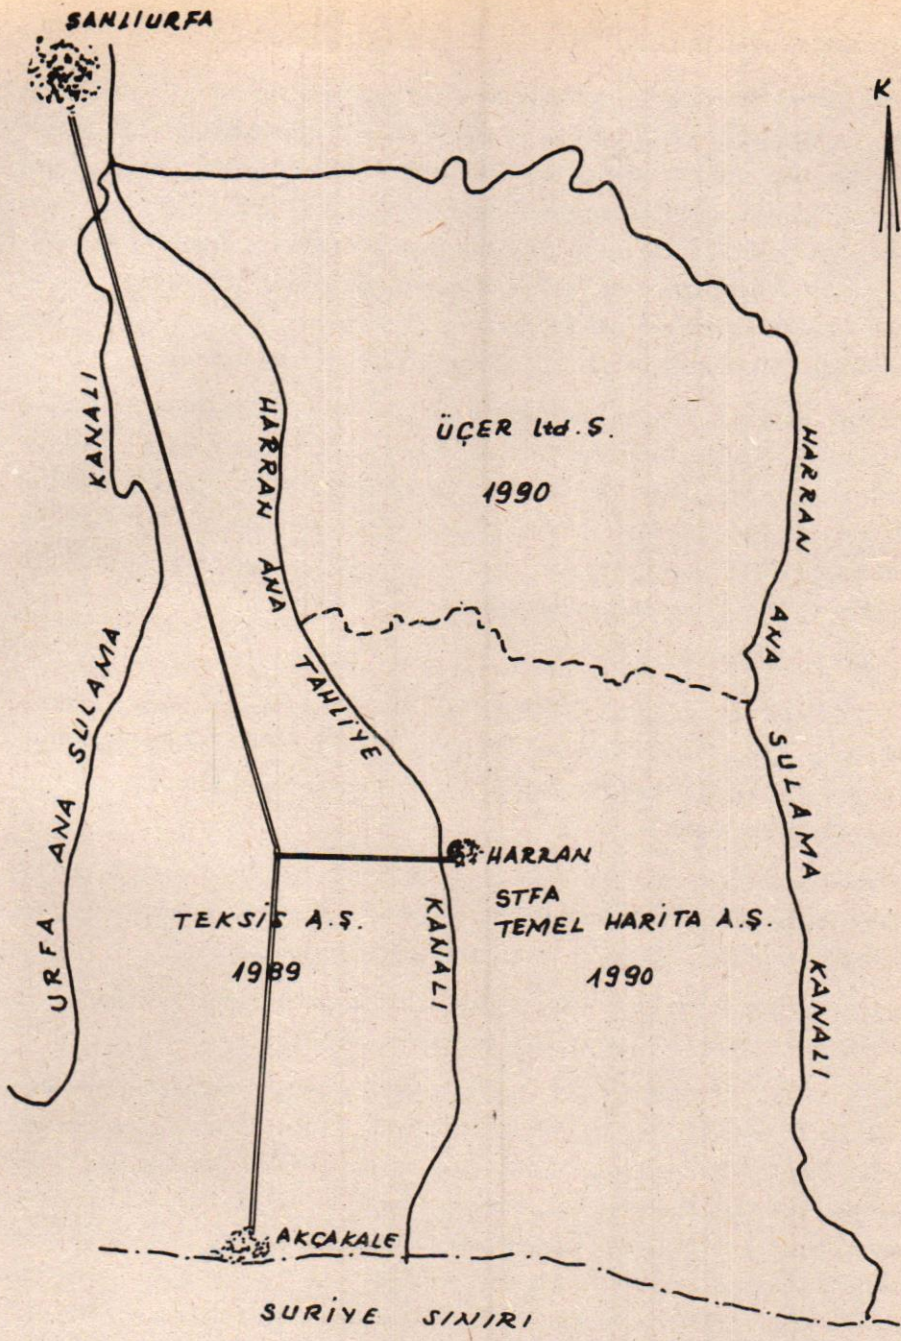 ŞANLIURFA
K
KANALI
HARRAN ANA
ÜÇER ltd. Ş.
1990
HARRAN
ANA
SULAMA
KANALI
TAHLİYE
KANALI
URFA ANA SULAMA
HARRAN
STFA
TEMEL HARİTA A.Ş.
1990
TEKSİS A.Ş.
1989
AKÇAKALE
SURİYE SINIRI